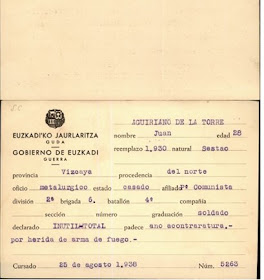 AGUIRIANO DE LA TORRE
EUZKADI'KO JAURLARITZA
GUDA
GOBIERNO DE EUZKADI
GUERRA
nombre Juan edad 28
reemplazo 1,930 natural Sestao
provincia Vizcaya procedencia del norte
oficio metalurgico estado casado afiliado Pº Comunista
división 2ª brigada 6. batallón 4º compañía
sección número graduación soldado
declarado INUTIL-TOTAL padece ano acontraratura.-
por herida de arma de fuego.-
Cursado 25 de agosto 1,938 Núm. 5263